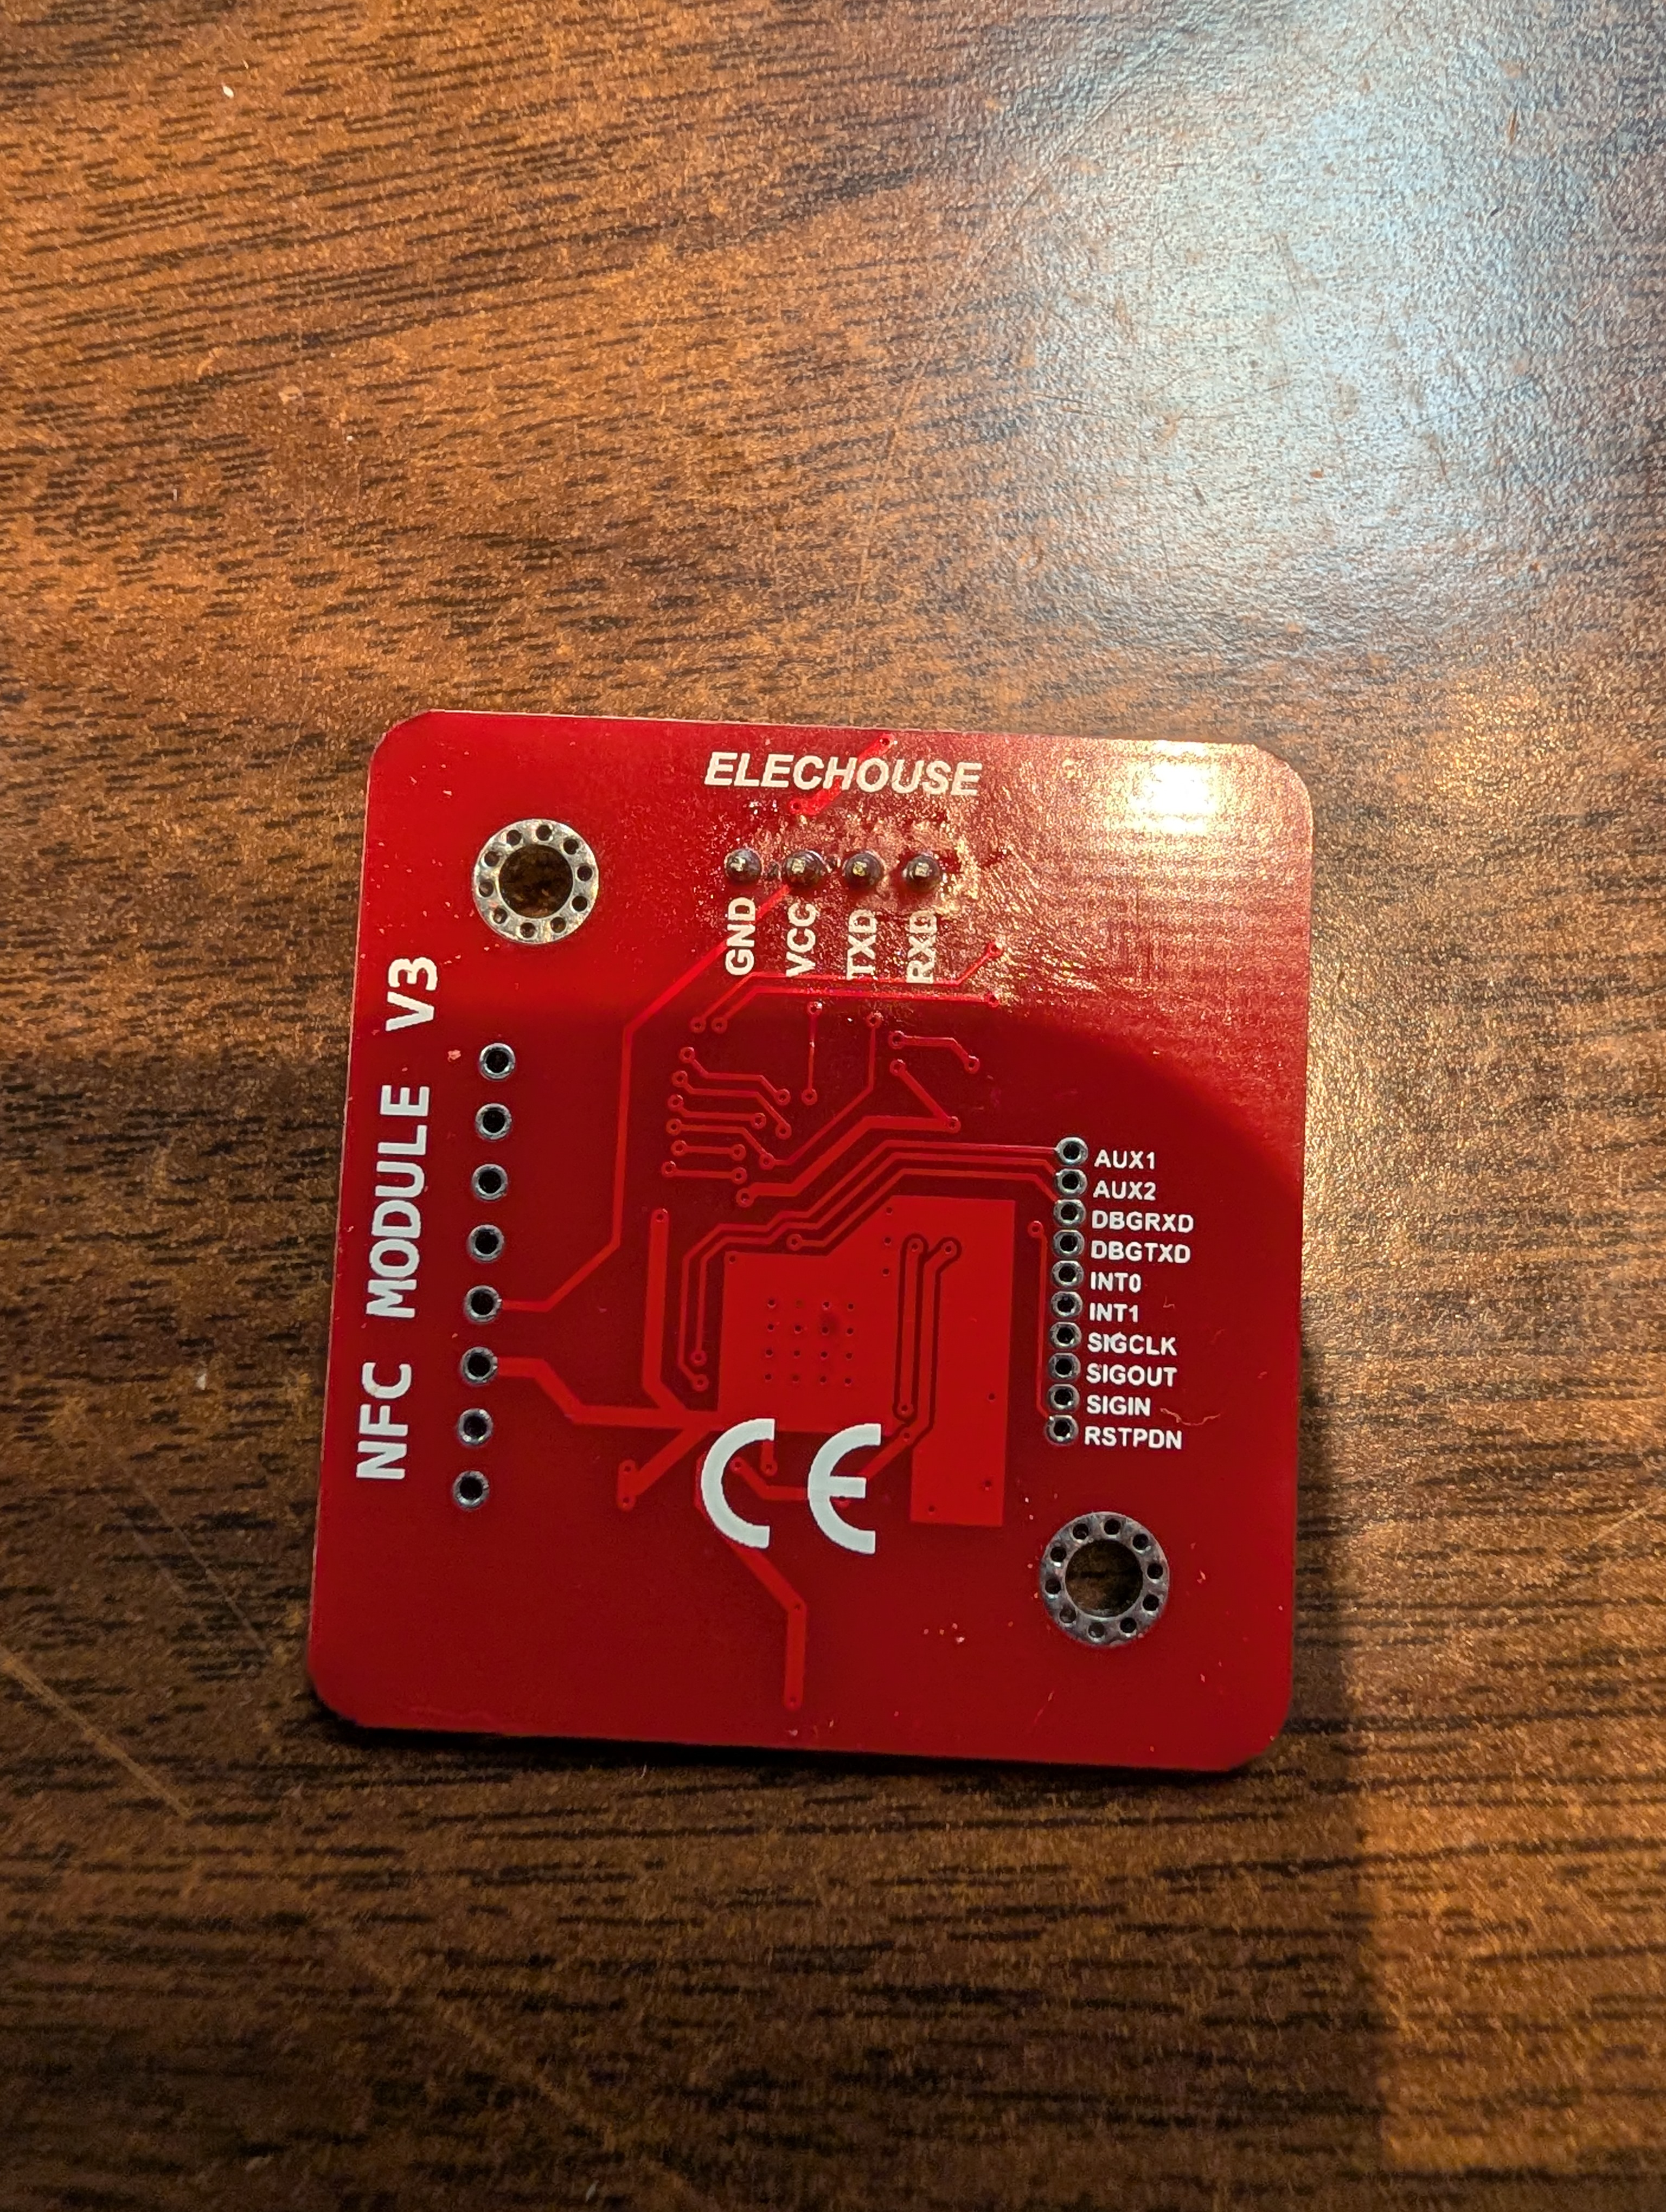 ELECHOUSE
GND
VCC
TXD
RXD
NFC MODULE V3
AUX1
AUX2
DBGRXD
DBGTXD
INT0
INT1
SIGCLK
SIGOUT
SIGIN
RSTPDN
CE